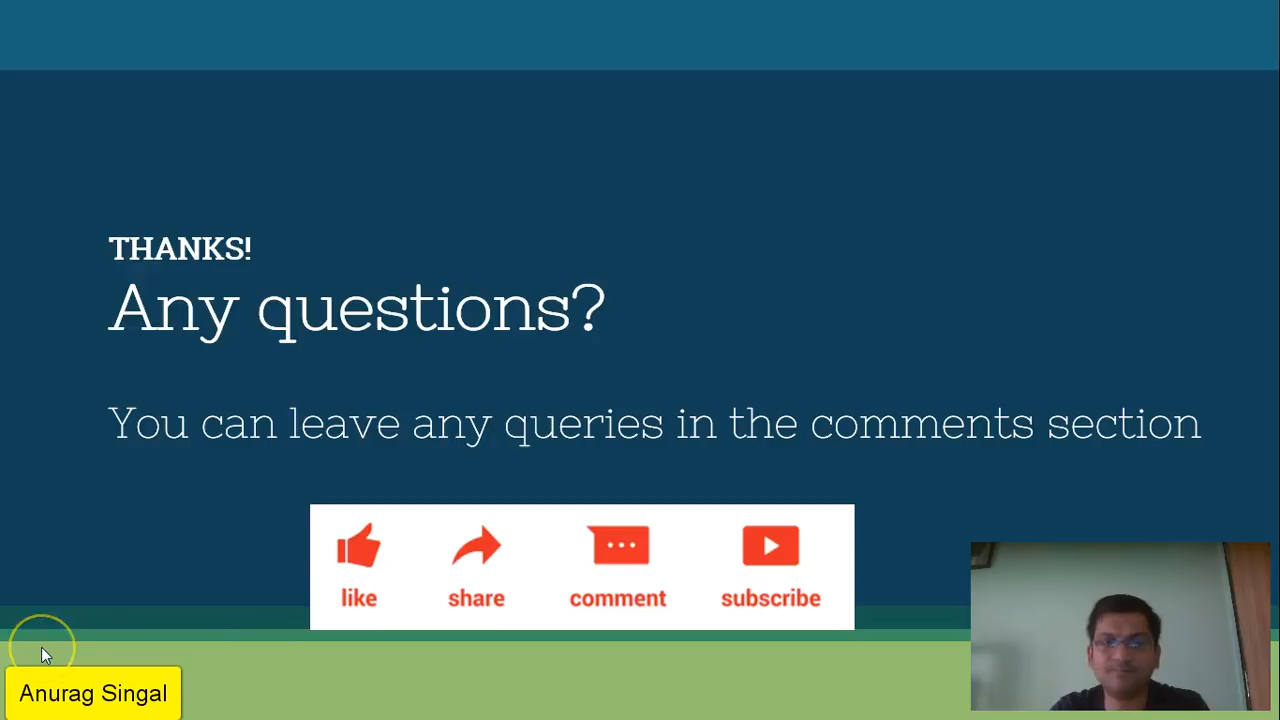 THANKS!
Any questions?
You can leave any queries in the comments section
like share comment subscribe
Anurag Singal